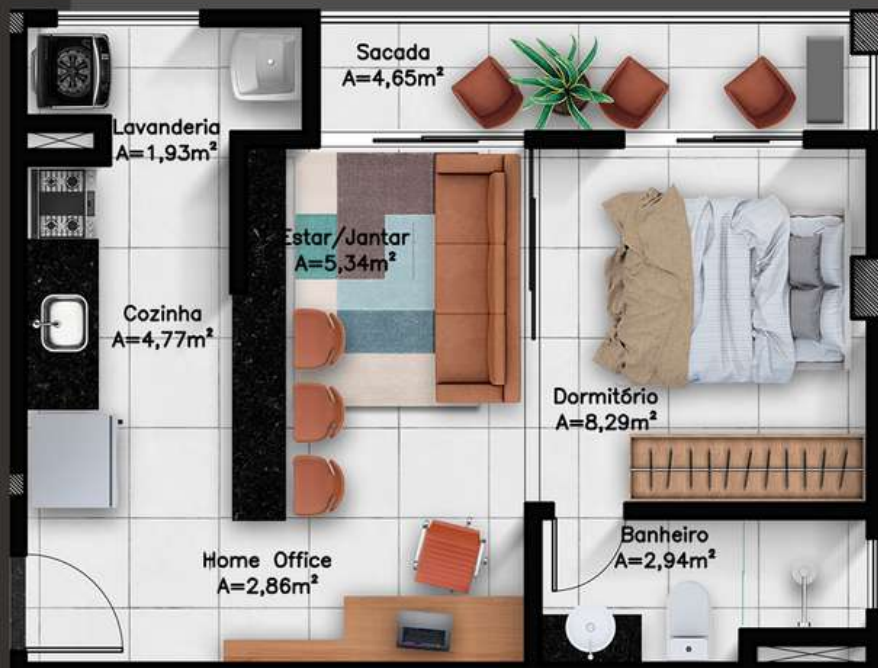 Sacada
A=4,65m²
Lavanderia
A=1,93m²
Estar/Jantar
A=5,34m²
Cozinha
A=4,77m²
Dormitório
A=8,29m²
Banheiro
A=2,94m²
Home Office
A=2,86m²